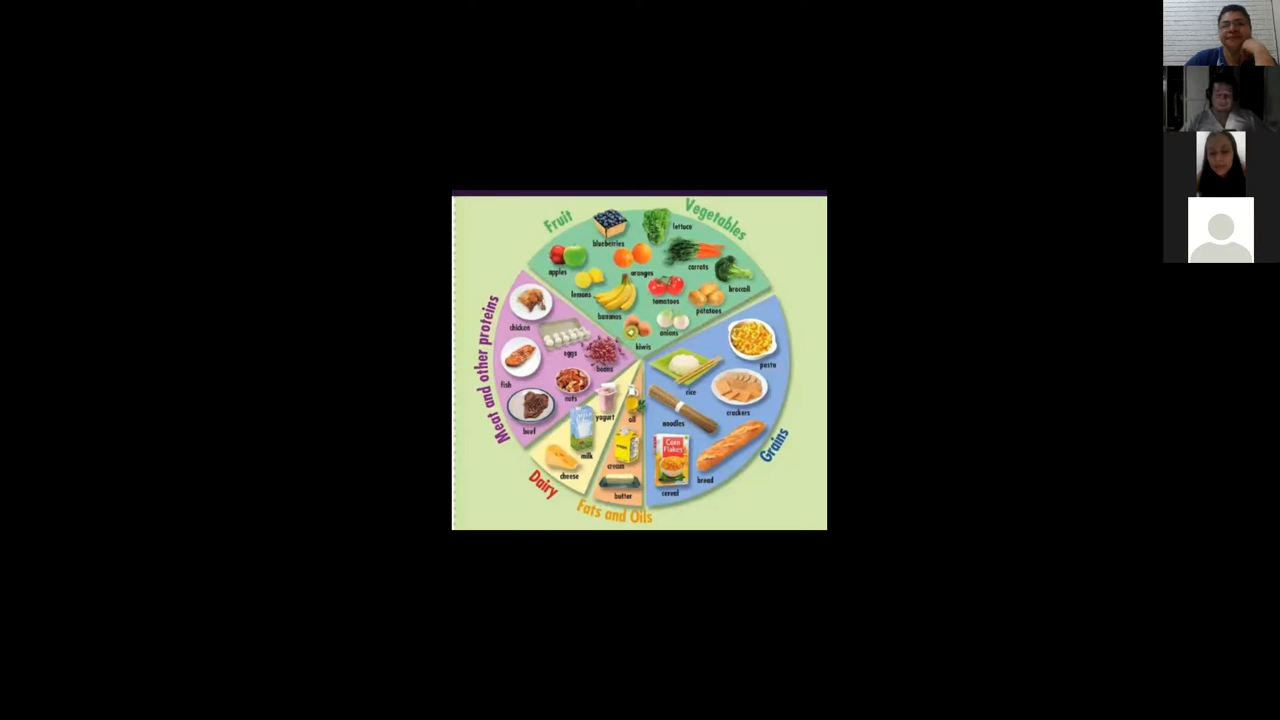 Fruit
Vegetables
blueberries
lettuce
apples
oranges
carrots
lemons
broccoli
bananas
tomatoes
potatoes
onions
kiwis
Meat and other proteins
chicken
eggs
beans
fish
nuts
beef
Dairy
yogurt
milk
cheese
Fats and Oils
oil
cream
butter
Grains
pasta
rice
crackers
noodles
Corn
Flakes
bread
cereal